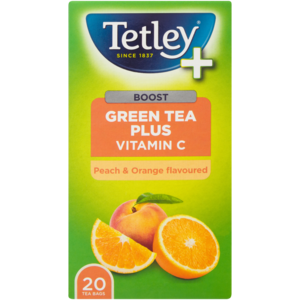 Tetley
SINCE 1837
+
BOOST
GREEN TEA
PLUS
VITAMIN C
Peach & Orange flavoured
20
TEA BAGS